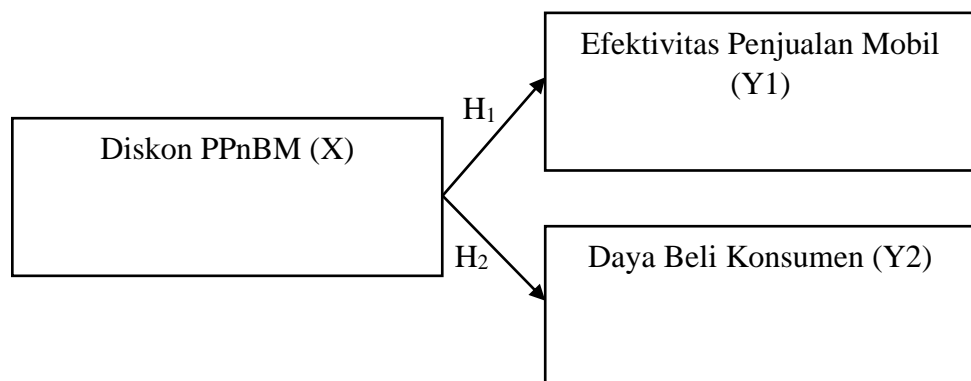 Efektivitas Penjualan Mobil
(Y1)
H₁
Diskon PPnBM (X)
H₂
Daya Beli Konsumen (Y2)